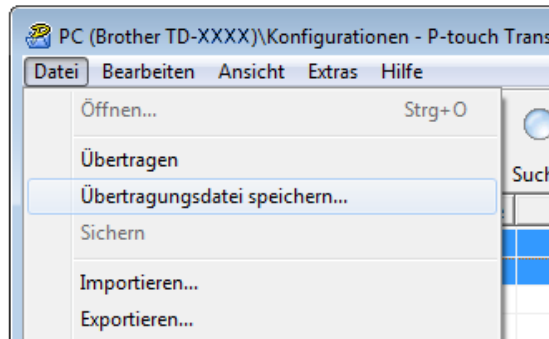 PC (Brother TD-XXXX)\Konfigurationen - P-touch Trans
Datei Bearbeiten Ansicht Extras Hilfe
Öffnen... Strg+O
Übertragen
Übertragungsdatei speichern...
Such
Sichern
Importieren...
Exportieren...